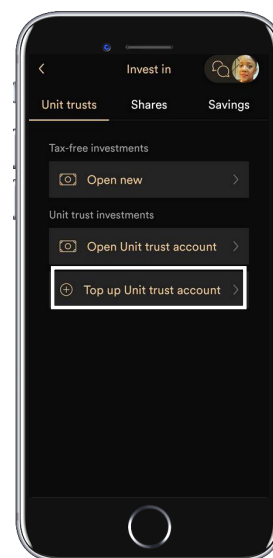 Invest in
Unit trusts Shares Savings
Tax-free investments
Open new
Unit trust investments
Open Unit trust account
Top up Unit trust account